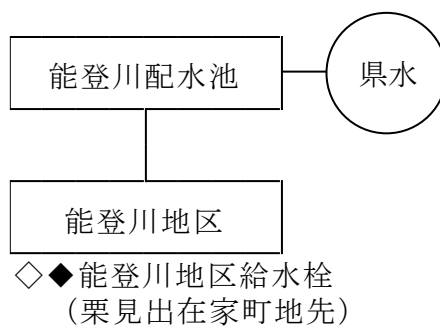 能登川配水池
県水
能登川地区
◇◆能登川地区給水栓
（栗見出在家町地先）